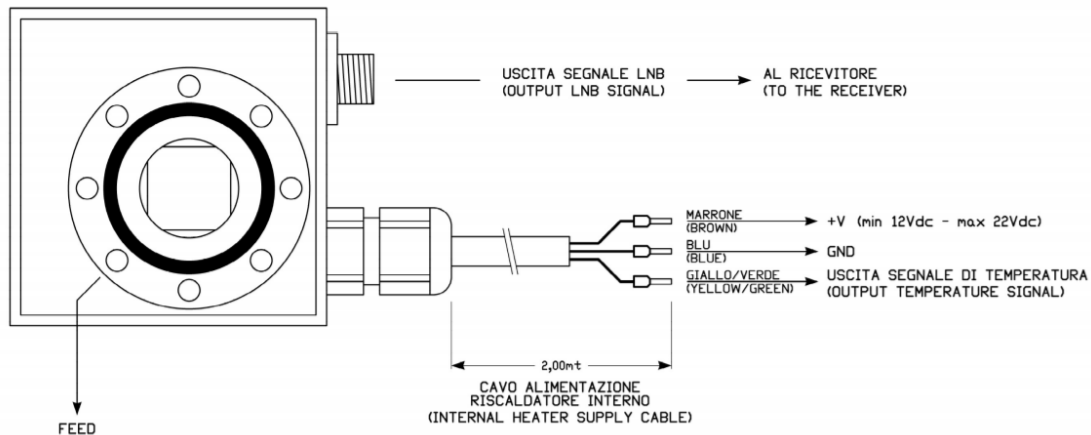 USCITA SEGNALE LNB
(OUTPUT LNB SIGNAL)
AL RICEVITORE
(TO THE RECEIVER)
MARRONE
(BROWN)
+V (min 12Vdc - max 22Vdc)
BLU
(BLUE)
GND
GIALLO/VERDE
(YELLOW/GREEN)
USCITA SEGNALE DI TEMPERATURA
(OUTPUT TEMPERATURE SIGNAL)
2,00mt
CAVO ALIMENTAZIONE
RISCALDATORE INTERNO
(INTERNAL HEATER SUPPLY CABLE)
FEED